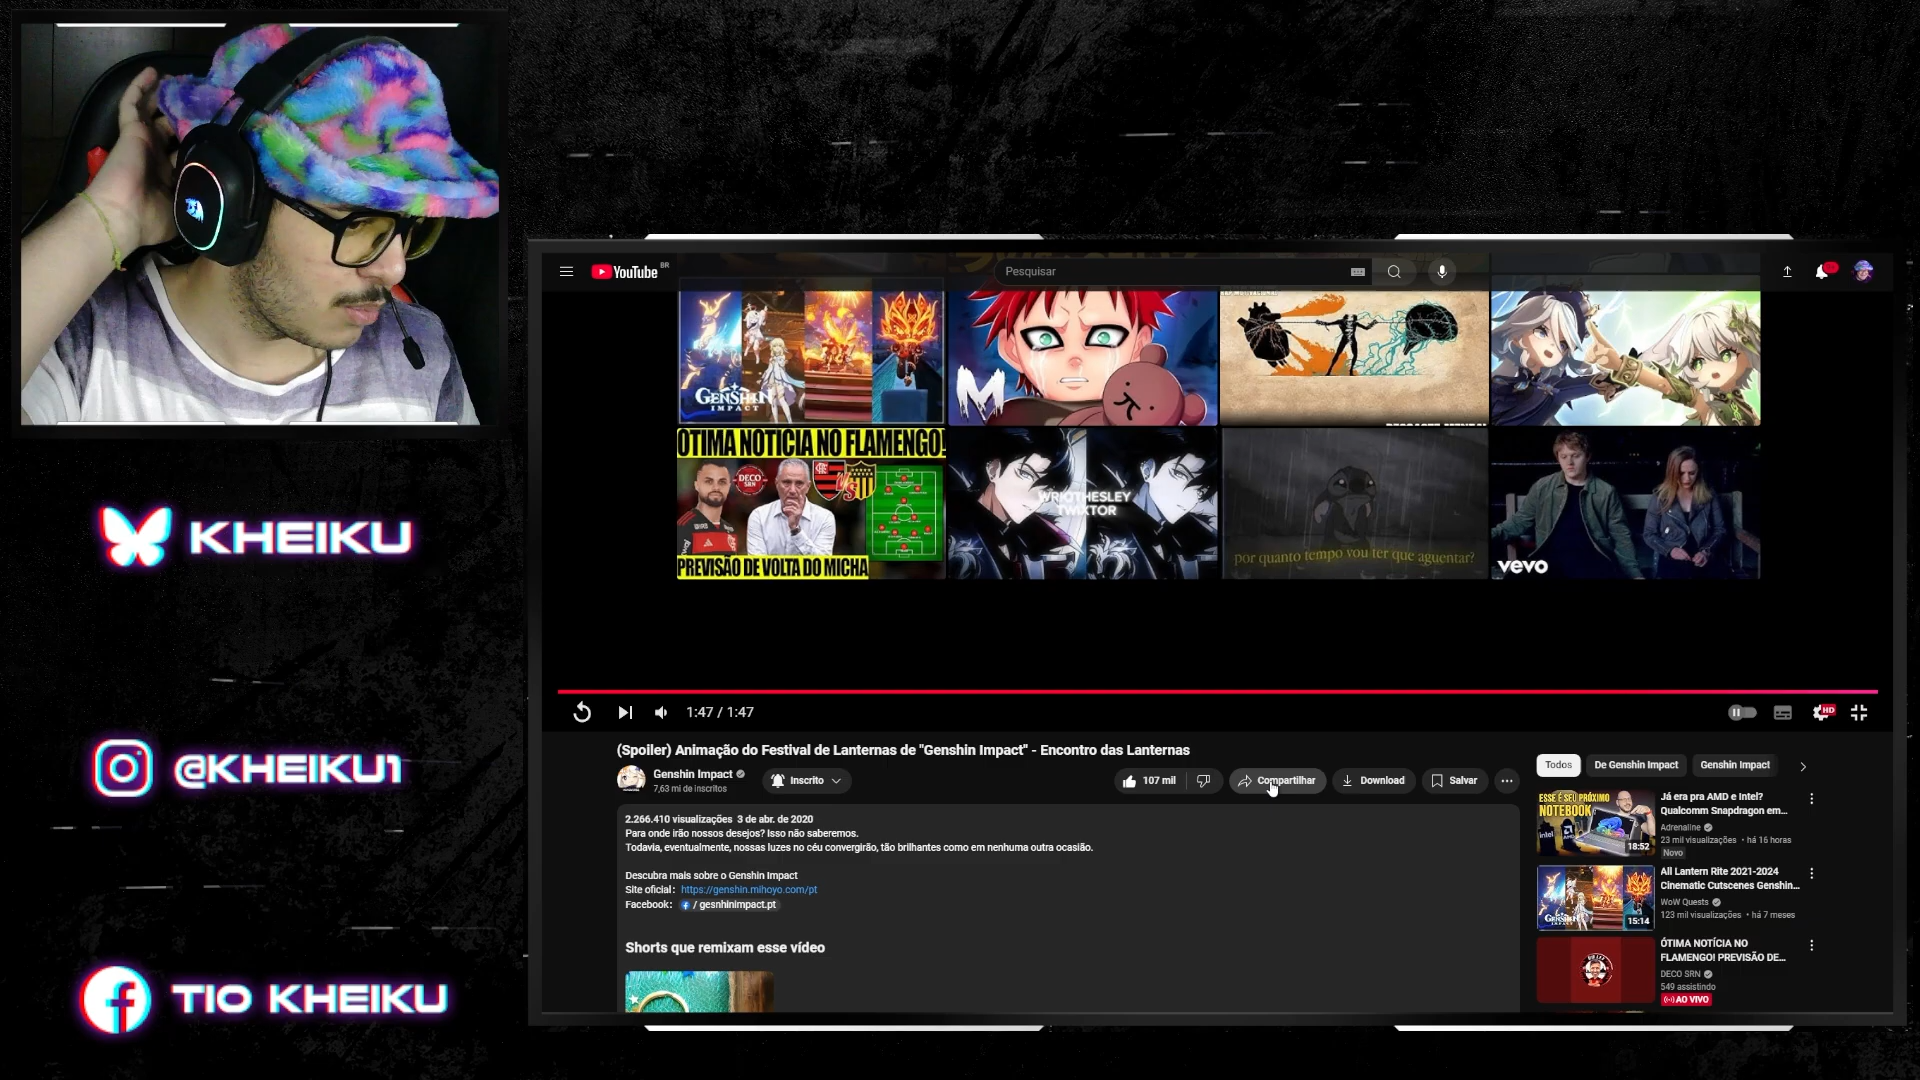 YouTube BR
Pesquisar
GENSHIN
IMPACT
M
ÓTIMA NOTÍCIA NO FLAMENGO!
DECO
SRN
VS
PREVISÃO DE VOLTA DO MICHA
WRIOTHESLEY
TWIXTOR
por quanto tempo vou ter que aguentar?
vevo
KHEIKU
@KHEIKU1
TIO KHEIKU
1:47 / 1:47
HD
(Spoiler) Animação do Festival de Lanternas de "Genshin Impact" - Encontro das Lanternas
Genshin Impact
7,63 mi de inscritos
Inscrito
107 mil
Compartilhar
Download
Salvar
2.266.410 visualizações 3 de abr. de 2020
Para onde irão nossos desejos? Isso não saberemos.
Todavia, eventualmente, nossas luzes no céu convergirão, tão brilhantes como em nenhuma outra ocasião.
Descubra mais sobre o Genshin Impact
Site oficial: https://genshin.mihoyo.com/pt
Facebook: / gesnhinimpact.pt
Shorts que remixam esse vídeo
Todos
De Genshin Impact
Genshin Impact
ESSE É SEU PRÓXIMO
NOTEBOOK
intel
AMD
18:52
Já era pra AMD e Intel?
Qualcomm Snapdragon em...
Adrenaline
23 mil visualizações • há 16 horas
Novo
GENSHIN
15:14
All Lantern Rite 2021-2024
Cinematic Cutscenes Genshin...
WoW Quests
123 mil visualizações • há 7 meses
ÓTIMA NOTÍCIA NO
FLAMENGO! PREVISÃO DE...
DECO SRN
549 assistindo
AO VIVO